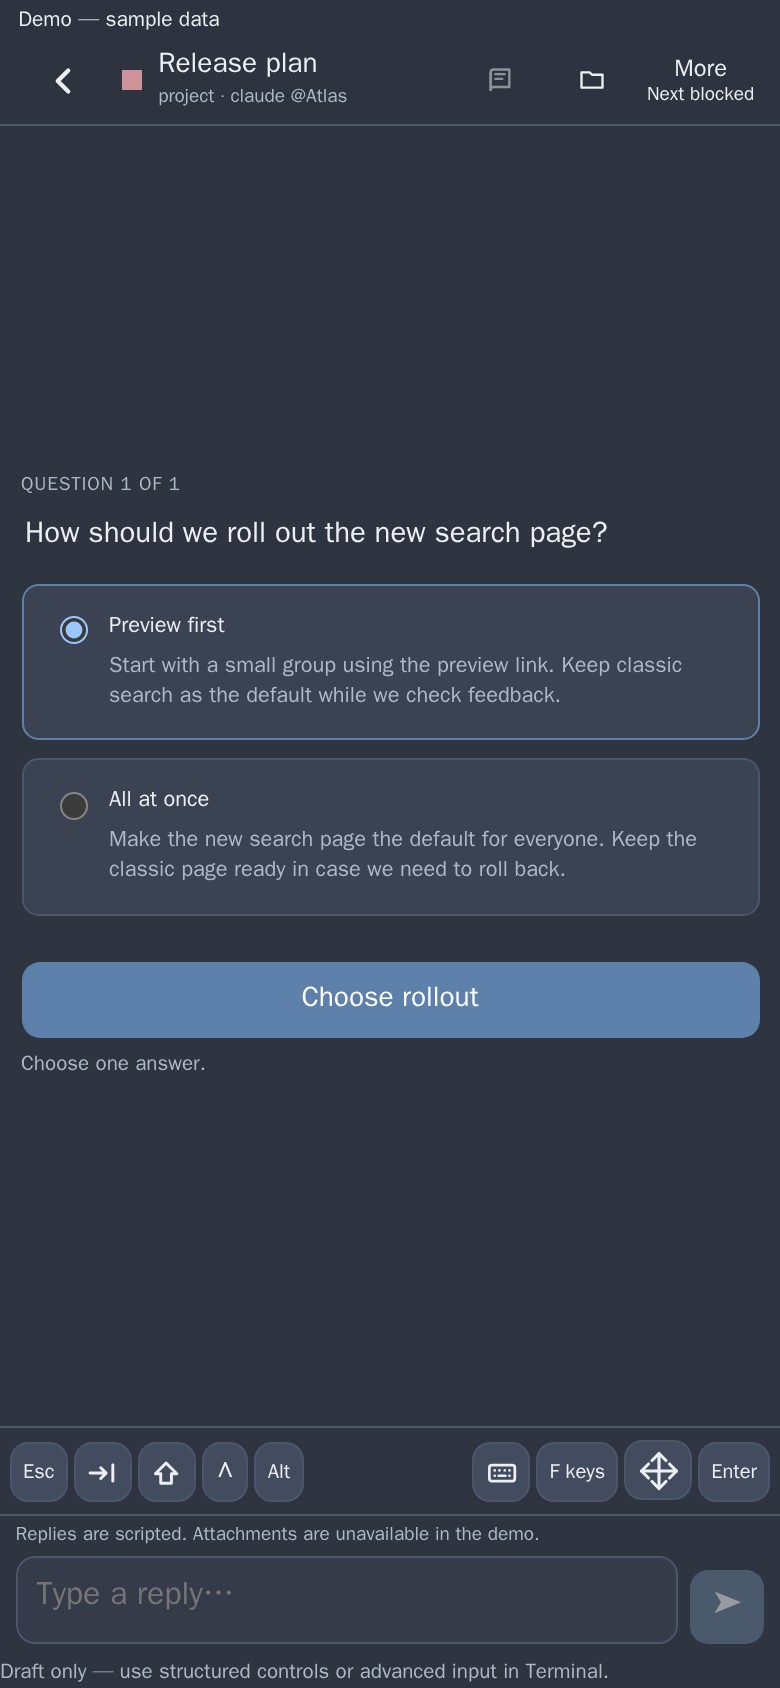 Demo — sample data
Release plan
project · claude @Atlas
More
Next blocked
QUESTION 1 OF 1
How should we roll out the new search page?
Preview first
Start with a small group using the preview link. Keep classic
search as the default while we check feedback.
All at once
Make the new search page the default for everyone. Keep the
classic page ready in case we need to roll back.
Choose rollout
Choose one answer.
Esc
^
Alt
F keys
Enter
Replies are scripted. Attachments are unavailable in the demo.
Type a reply···
Draft only — use structured controls or advanced input in Terminal.